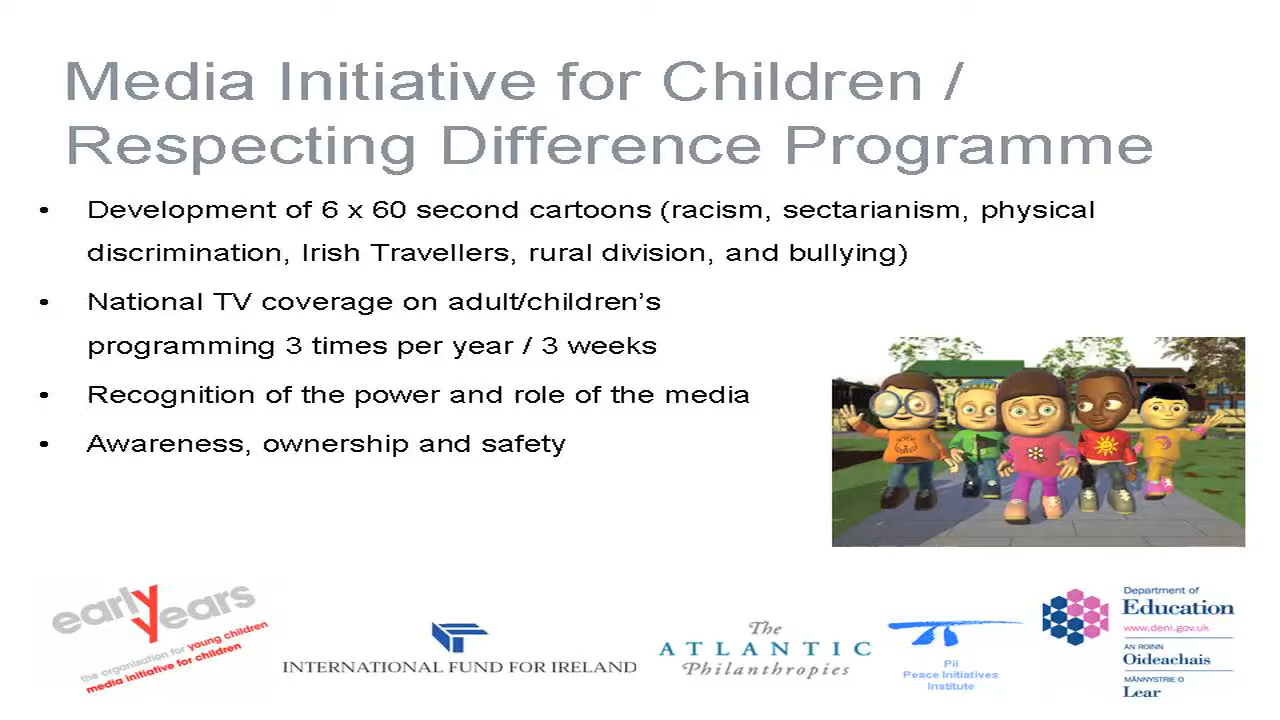 Media Initiative for Children /
Respecting Difference Programme
• Development of 6 x 60 second cartoons (racism, sectarianism, physical
discrimination, Irish Travellers, rural division, and bullying)
• National TV coverage on adult/children's
programming 3 times per year / 3 weeks
• Recognition of the power and role of the media
• Awareness, ownership and safety
early years
the organisation for young children
media initiative for children
INTERNATIONAL FUND FOR IRELAND
The
ATLANTIC
Philanthropies
Pii
Peace Initiatives
Institute
Department of
Education
www.deni.gov.uk
AN ROINN
Oideachais
MÄNNYSTRIE O
Lear